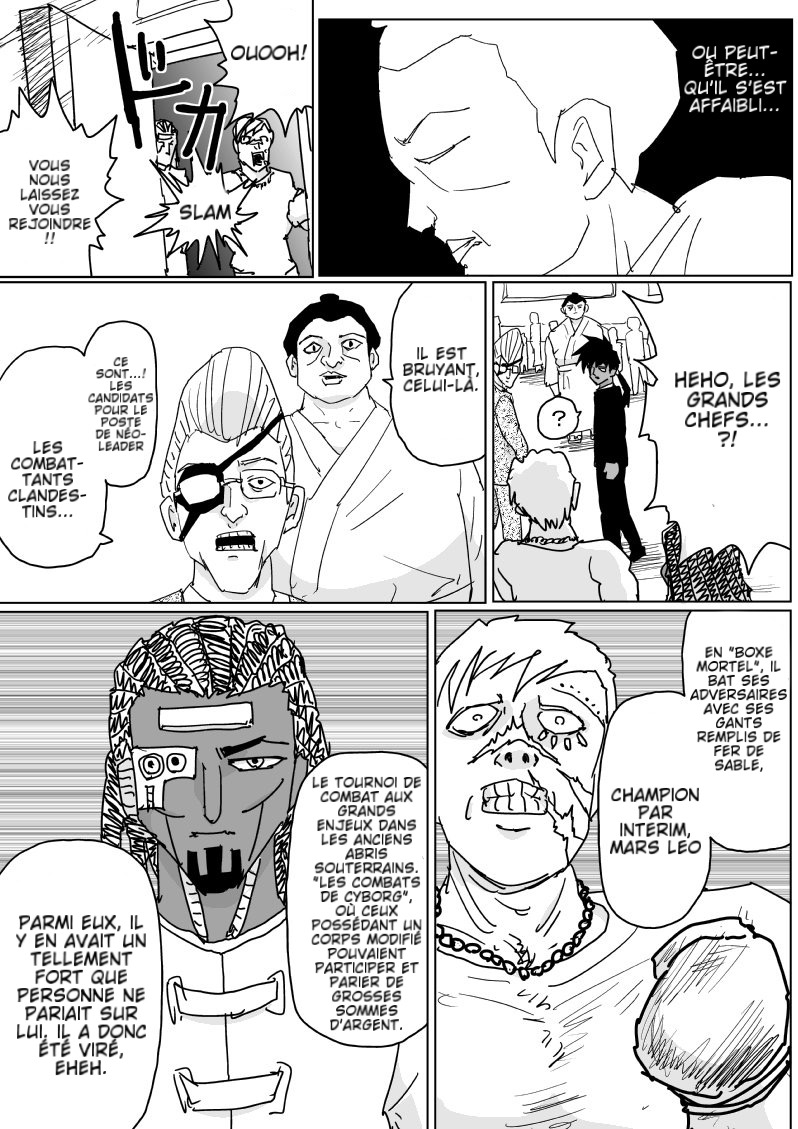 OU PEUT-
ÊTRE...
QU'IL S'EST
AFFAIBLI...
OUOOH!
ドカ
SLAM
VOUS
NOUS
LAISSEZ
VOUS
REJOINDRE
!!
HEHO, LES
GRANDS
CHEFS...
?!
?
IL EST
BRUYANT,
CELUI-LÀ.
CE
SONT...!
LES
CANDIDATS
POUR LE
POSTE
DE NÉO-
LEADER
LES
COMBAT-
TANTS
CLANDES-
TINS...
EN "BOXE
MORTEL", IL
BAT SES
ADVERSAIRES
AVEC SES
GANTS
REMPLIS DE
FER DE
SABLE,
CHAMPION
PAR
INTERIM,
MARS LEO
LE TOURNOI DE
COMBAT AUX
GRANDS
ENJEUX DANS
LES ANCIENS
ABRIS
SOUTERRAINS.
"LES COMBATS
DE CYBORG",
OÙ CEUX
POSSÉDANT UN
CORPS MODIFIÉ
POUVAIENT
PARTICIPER ET
PARIER DE
GROSSES
SOMMES
D'ARGENT.
PARMI EUX, IL
Y EN AVAIT UN
TELLEMENT
FORT QUE
PERSONNE NE
PARIAIT SUR
LUI. IL A DONC
ÉTÉ VIRÉ,
EHEH.